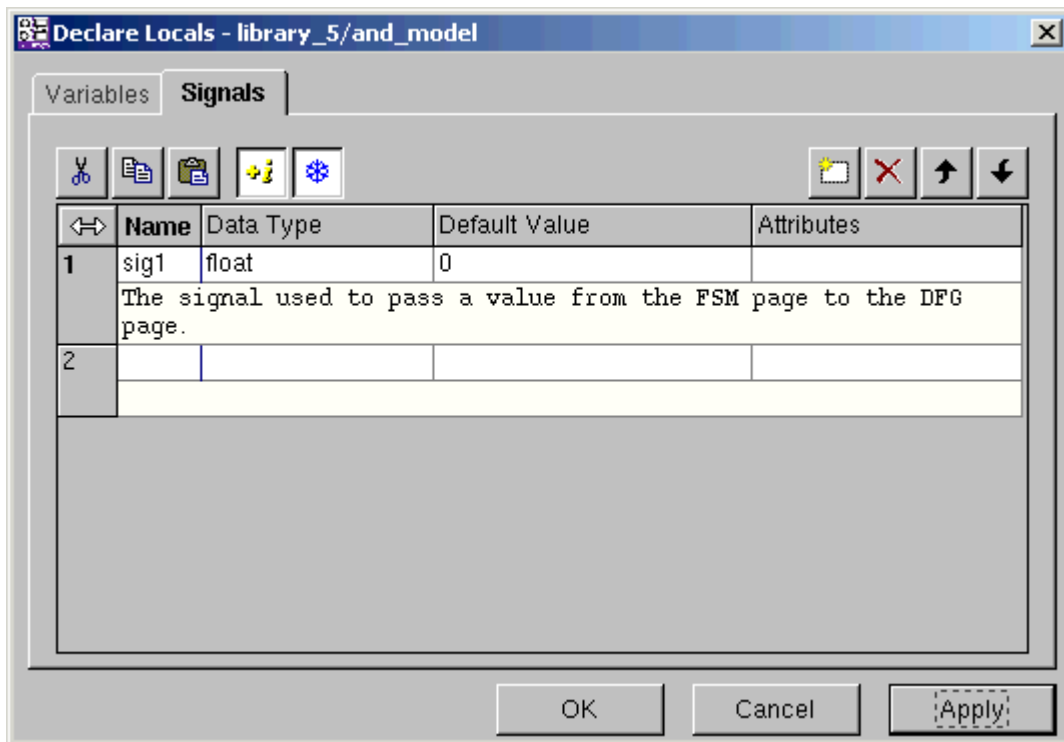 Declare Locals - library_5/and_model
Variables Signals
Name Data Type Default Value Attributes
1 sig1 float 0
The signal used to pass a value from the FSM page to the DFG
page.
2
OK Cancel Apply